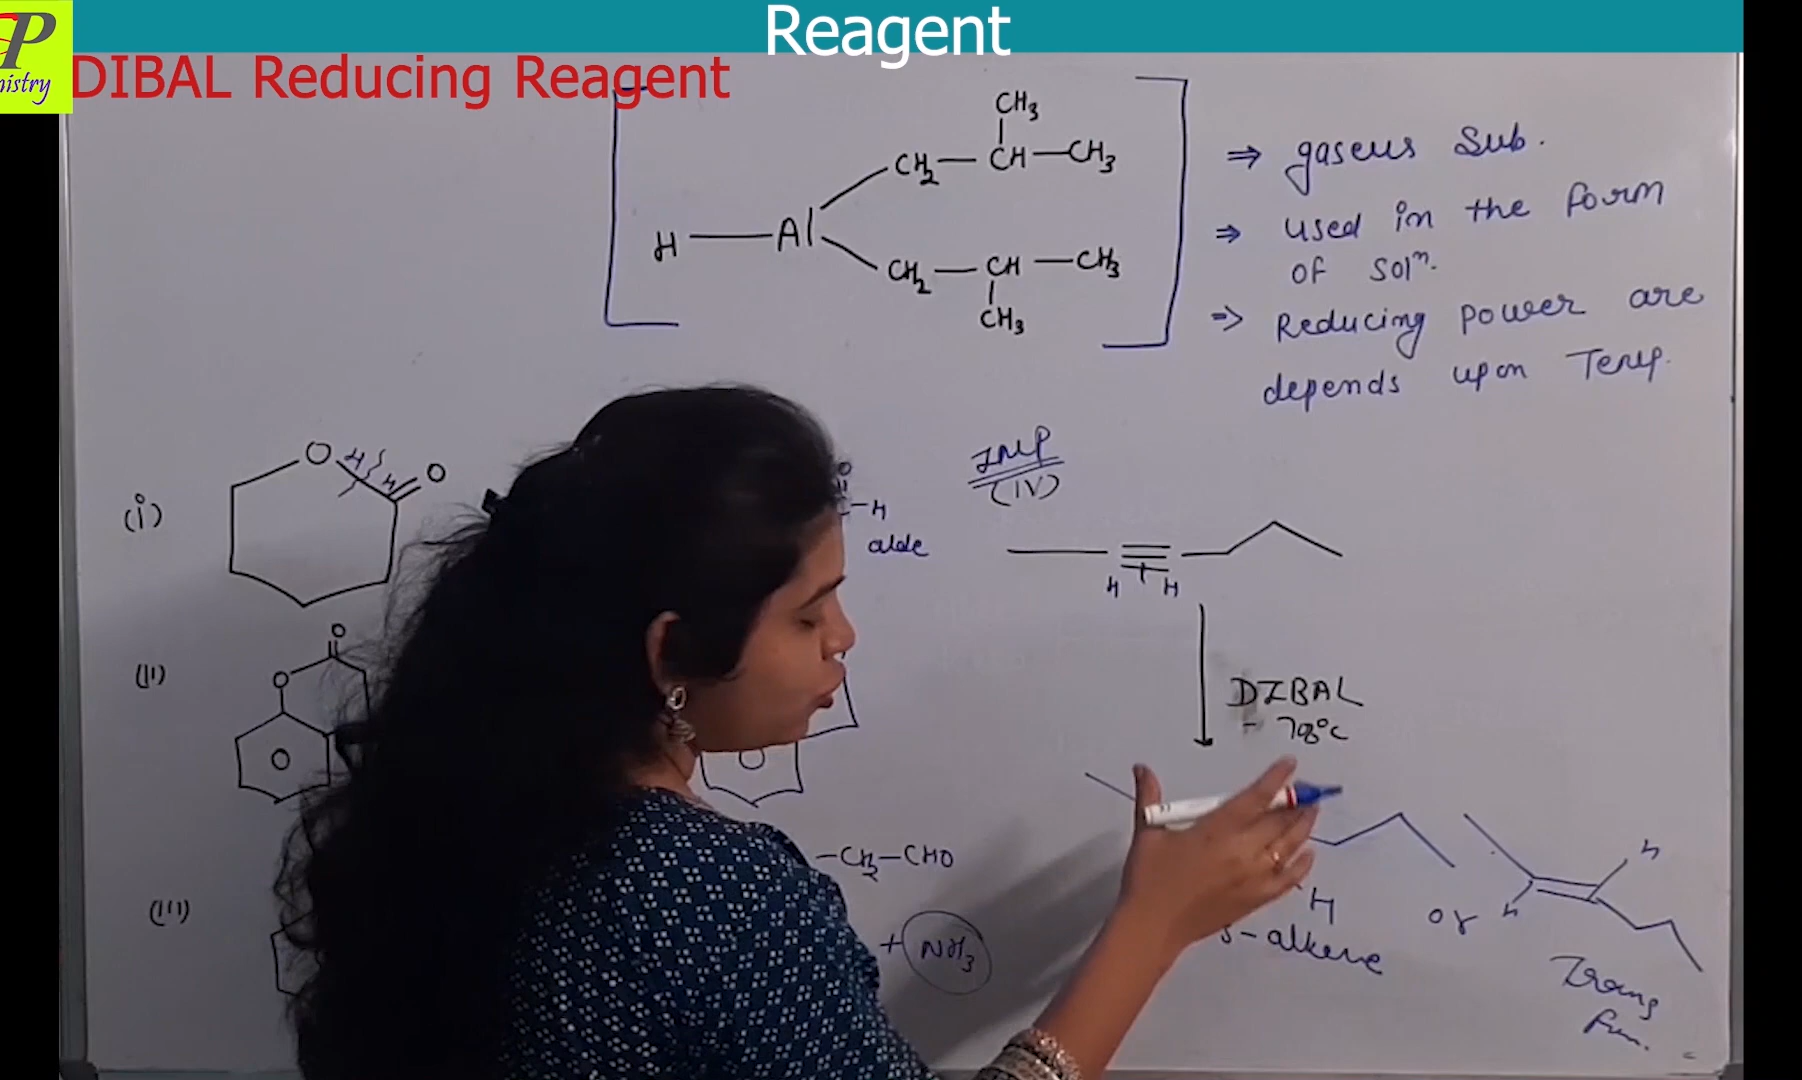 Reagent
P
mistry
DIBAL Reducing Reagent
CH3
CH2 — CH — CH3
H — Al
CH2 — CH — CH3
CH3
⇒ gaseus Sub.
⇒ used in the form
of solⁿ.
⇒ Reducing power are
depends upon Temp.
(i)
O H H O
O
-H
alde
IMP
(IV)
H H
DIBAL
- 78°C
(II)
O
O
O
(III)
-CH2-CHO
+ NH3
H
s-alkene
or
H
H
Trans